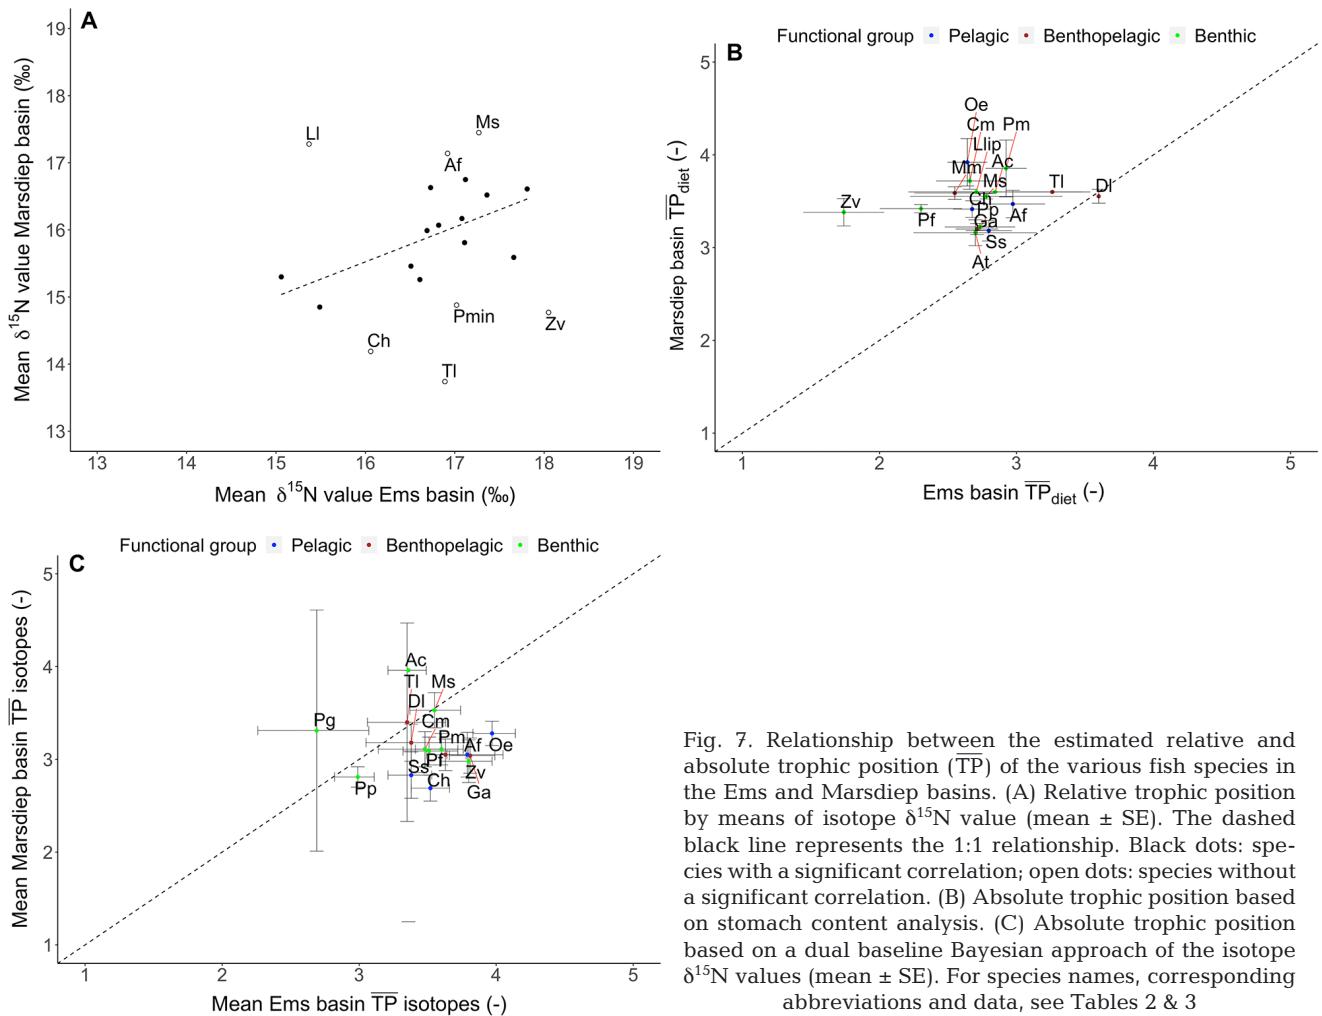 A
Mean δ15N value Marsdiep basin (‰)
19
18
17
16
15
14
13
Ll
Ms
Af
Pmin
Zv
Ch
Tl
13 14 15 16 17 18 19
Mean δ15N value Ems basin (‰)
Functional group Pelagic Benthopelagic Benthic
B
Marsdiep basin TPdiet (-)
5
4
3
2
1
Oe
Cm Pm
Llip
Mm Ac
Ms Tl Dl
Zv Ch
Pf Pp Af
Ga
Ss
At
1 2 3 4 5
Ems basin TPdiet (-)
Functional group Pelagic Benthopelagic Benthic
C
Mean Marsdiep basin TP isotopes (-)
5
4
3
2
1
Ac
Tl Ms
Dl
Pg Cm
Pm Af Oe
Pf
Ss Zv
Pp Ch
Ga
1 2 3 4 5
Mean Ems basin TP isotopes (-)
Fig. 7. Relationship between the estimated relative and
absolute trophic position (TP) of the various fish species in
the Ems and Marsdiep basins. (A) Relative trophic position
by means of isotope δ15N value (mean ± SE). The dashed
black line represents the 1:1 relationship. Black dots: spe-
cies with a significant correlation; open dots: species without
a significant correlation. (B) Absolute trophic position based
on stomach content analysis. (C) Absolute trophic position
based on a dual baseline Bayesian approach of the isotope
δ15N values (mean ± SE). For species names, corresponding
abbreviations and data, see Tables 2 & 3